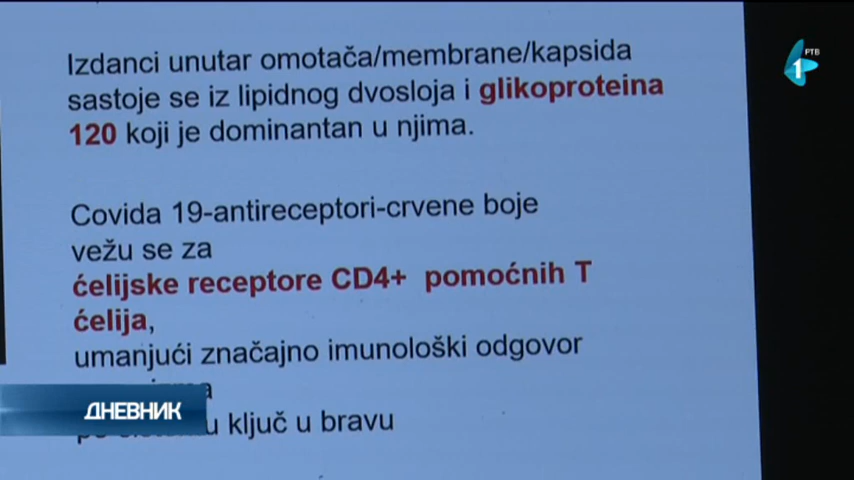 Izdanci unutar omotača/membrane/kapsida
sastoje se iz lipidnog dvosloja i glikoproteina
120 koji je dominantan u njima.
Covida 19-antireceptori-crvene boje
vežu se za
ćelijske receptore CD4+ pomoćnih T
ćelija,
umanjući značajno imunološki odgovor
ključ u bravu
ДНЕВНИК
РТВ
1